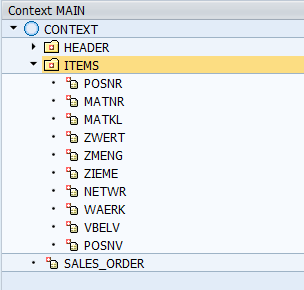 Context MAIN
CONTEXT
HEADER
ITEMS
POSNR
MATNR
MATKL
ZWERT
ZMENG
ZIEME
NETWR
WAERK
VBELV
POSNV
SALES_ORDER